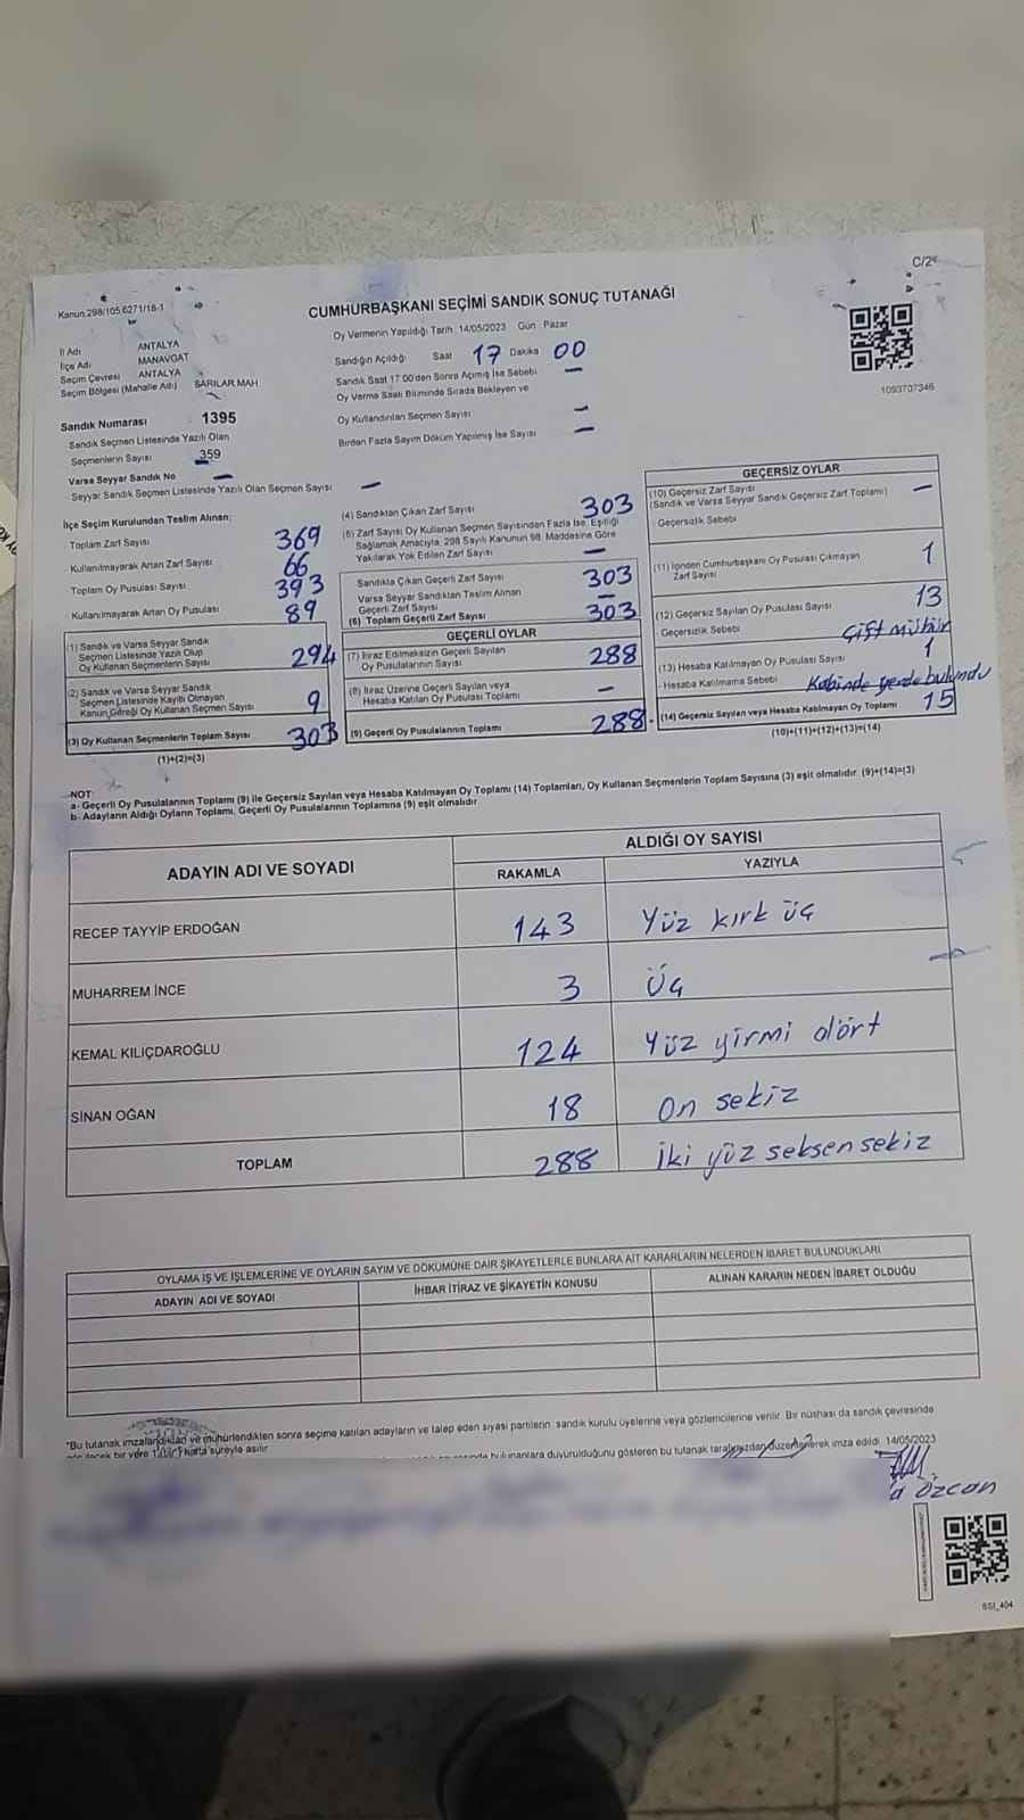 C/2
Kanun:298/105,6271/18-1
CUMHURBAŞKANI SEÇİMİ SANDIK SONUÇ TUTANAĞI
Oy Vermenin Yapıldığı Tarih :14/05/2023 Gün : Pazar
İl Adı ANTALYA
İlçe Adı MANAVGAT
Seçim Çevresi ANTALYA
Seçim Bölgesi (Mahalle Adı) SARILAR MAH
Sandığın Açıldığı Saat 17 Dakika 00
Sandık Saat 17:00'den Sonra Açılmış İse Sebebi -
Oy Verme Saati Bitiminde Sırada Bekleyen ve
Oy Kullandırılan Seçmen Sayısı -
Birden Fazla Sayım Döküm Yapılmış İse Sayısı -
1093707346
Sandık Numarası 1395
Sandık Seçmen Listesinde Yazılı Olan
Seçmenlerin Sayısı 359
Varsa Seyyar Sandık No -
Seyyar Sandık Seçmen Listesinde Yazılı Olan Seçmen Sayısı -
İlçe Seçim Kurulundan Teslim Alınan;
Toplam Zarf Sayısı 369
Kullanılmayarak Artan Zarf Sayısı 66
Toplam Oy Pusulası Sayısı 393
Kullanılmayarak Artan Oy Pusulası 89
(1) Sandık ve Varsa Seyyar Sandık
Seçmen Listesinde Yazılı Olup
Oy Kullanan Seçmenlerin Sayısı 294
(2) Sandık ve Varsa Seyyar Sandık
Seçmen Listesinde Kayıtlı Olmayan
Kanun Gereği Oy Kullanan Seçmen Sayısı 9
(3) Oy Kullanan Seçmenlerin Toplam Sayısı 303
(1)+(2)=(3)
(4) Sandıktan Çıkan Zarf Sayısı 303
(5) Zarf Sayısı Oy Kullanan Seçmen Sayısından Fazla İse, Eşitliği
Sağlamak Amacıyla, 298 Sayılı Kanunun 98. Maddesine Göre
Yakılarak Yok Edilen Zarf Sayısı -
Sandıkta Çıkan Geçerli Zarf Sayısı 303
Varsa Seyyar Sandıktan Teslim Alınan
Geçerli Zarf Sayısı -
(6) Toplam Geçerli Zarf Sayısı 303
GEÇERLİ OYLAR
(7) İtiraz Edilmeksizin Geçerli Sayılan
Oy Pusulalarının Sayısı 288
(8) İtiraz Üzerine Geçerli Sayılan veya
Hesaba Katılan Oy Pusulası Toplamı -
(9) Geçerli Oy Pusulalarının Toplamı 288
GEÇERSİZ OYLAR
(10) Geçersiz Zarf Sayısı -
(Sandık ve Varsa Seyyar Sandık Geçersiz Zarf Toplamı)
Geçersizlik Sebebi
(11) İçinden Cumhurbaşkanı Oy Pusulası Çıkmayan
Zarf Sayısı 1
(12) Geçersiz Sayılan Oy Pusulası Sayısı 13
Geçersizlik Sebebi Çift mühür
(13) Hesaba Katılmayan Oy Pusulası Sayısı 1
Hesaba Katılmama Sebebi Kabinde yerde bulundu
(14) Geçersiz Sayılan veya Hesaba Katılmayan Oy Toplamı 15
(10)+(11)+(12)+(13)=(14)
NOT:
a- Geçerli Oy Pusulalarının Toplamı (9) ile Geçersiz Sayılan veya Hesaba Katılmayan Oy Toplamı (14) Toplamları, Oy Kullanan Seçmenlerin Toplam Sayısına (3) eşit olmalıdır. (9)+(14)=(3)
b- Adayların Aldığı Oyların Toplamı, Geçerli Oy Pusulalarının Toplamına (9) eşit olmalıdır
ADAYIN ADI VE SOYADI ALDIĞI OY SAYISI
RAKAMLA YAZIYLA
RECEP TAYYİP ERDOĞAN 143 Yüz kırk üç
MUHARREM İNCE 3 Üç
KEMAL KILIÇDAROĞLU 124 Yüz yirmi dört
SİNAN OĞAN 18 On sekiz
TOPLAM 288 İki yüz seksen sekiz
OYLAMA İŞ VE İŞLEMLERİNE VE OYLARIN SAYIM VE DÖKÜMÜNE DAİR ŞİKAYETLERLE BUNLARA AİT KARARLARIN NELERDEN İBARET BULUNDUKLARI
ADAYIN ADI VE SOYADI İHBAR İTİRAZ VE ŞİKAYETİN KONUSU ALINAN KARARIN NEDEN İBARET OLDUĞU
*Bu tutanak imzalandıktan ve mühürlendikten sonra seçime katılan adayların ve talep eden siyasi partilerin, sandık kurulu üyelerine veya gözlemcilerine verilir. Bir nüshası da sandık çevresinde
bir yere 1 hafta süreyle asılır.
bulunanlara duyurulduğunu gösteren bu tutanak tarafımızdan düzenlenerek imza edildi. 14/05/2023
Özcan
SSI_404